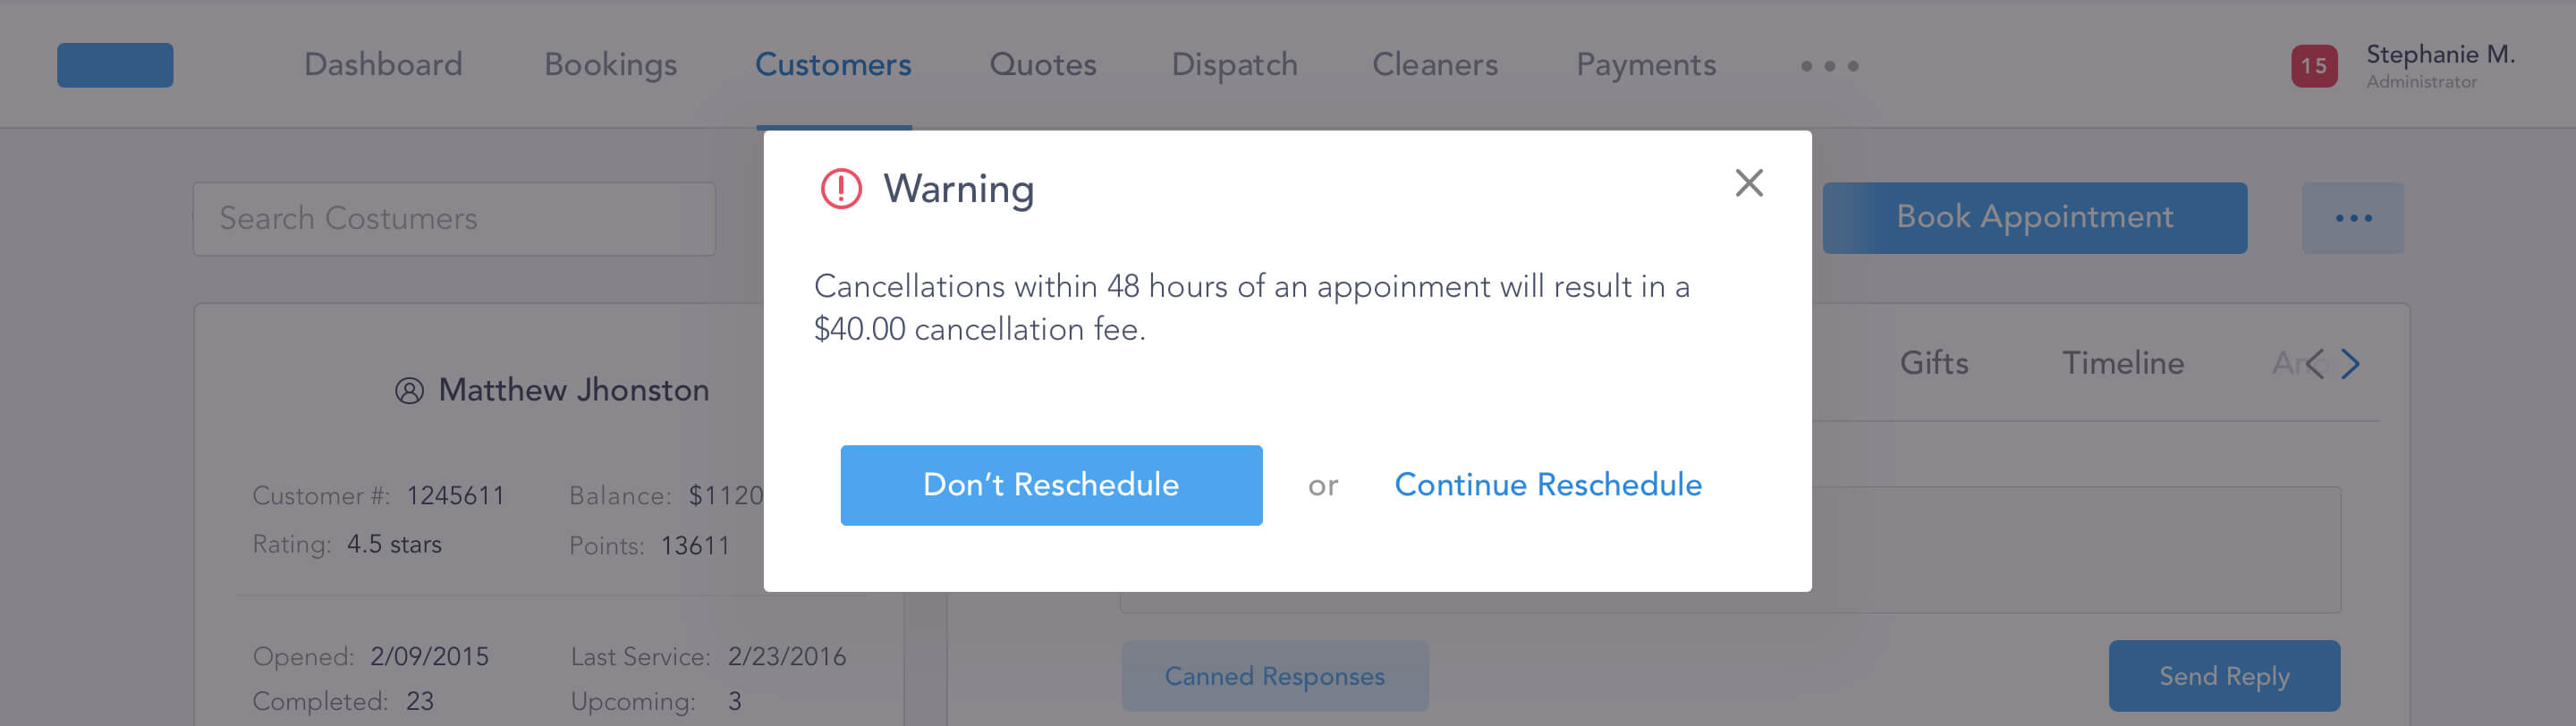 Dashboard Bookings Customers Quotes Dispatch Cleaners Payments
15 Stephanie M.
Administrator
Search Costumers
Book Appointment
Warning
Cancellations within 48 hours of an appoinment will result in a
$40.00 cancellation fee.
Don't Reschedule or Continue Reschedule
Gifts Timeline
Matthew Jhonston
Customer #: 1245611 Balance: $1120
Rating: 4.5 stars Points: 13611
Opened: 2/09/2015 Last Service: 2/23/2016
Completed: 23 Upcoming: 3
Canned Responses Send Reply